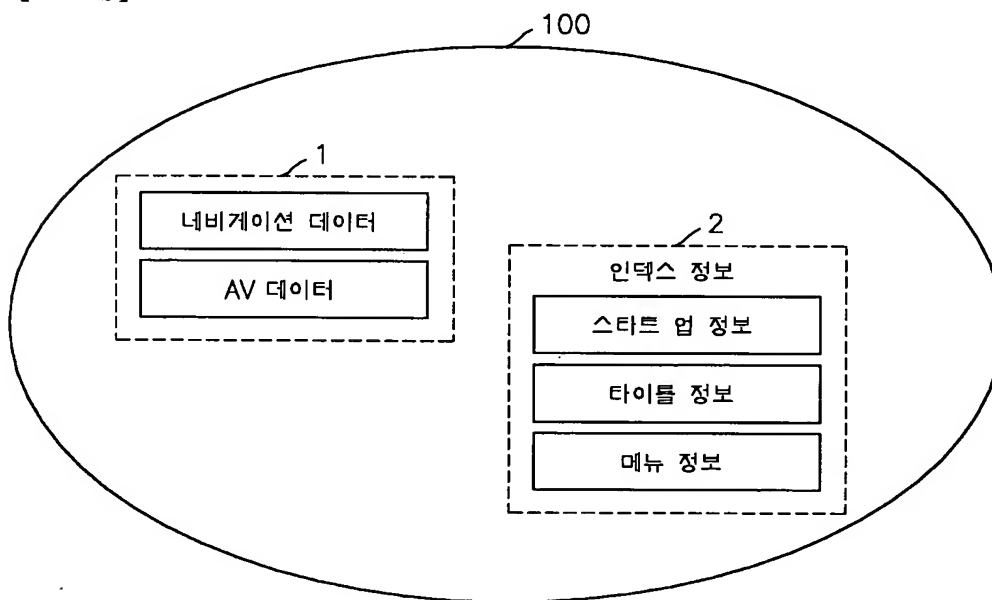 100
1
네비게이션 데이터
AV 데이터
2
인덱스 정보
스타트 업 정보
타이틀 정보
메뉴 정보